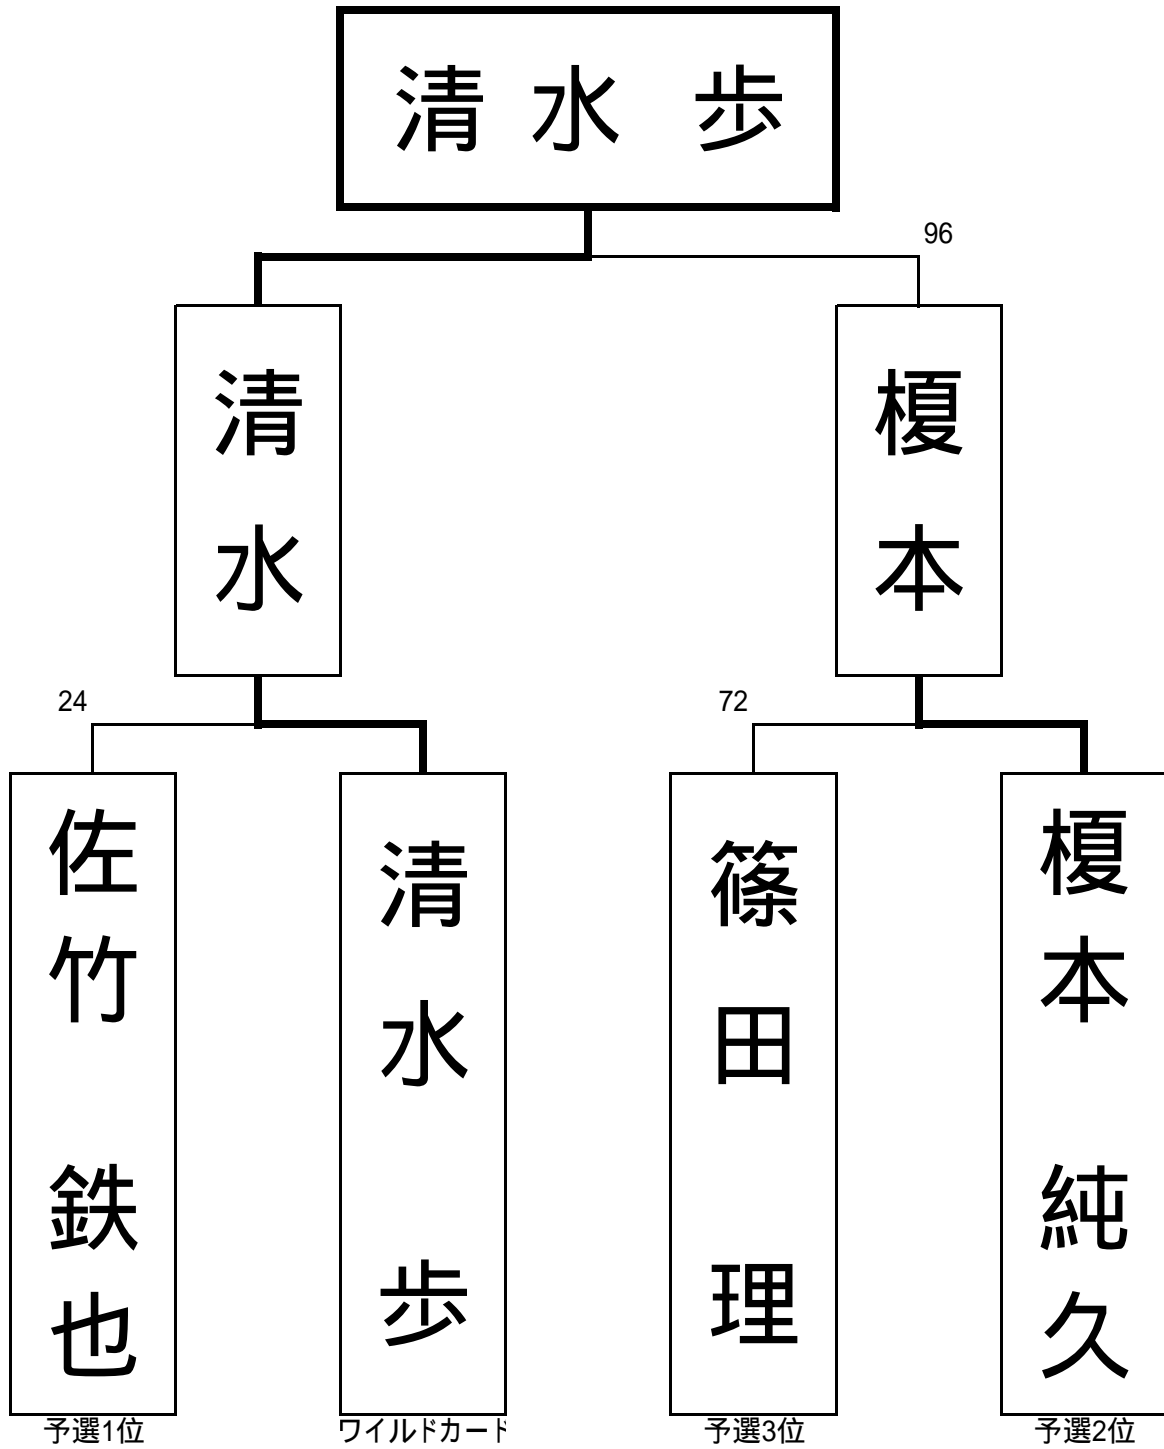 清水 歩
96
清水
榎本
24
72
佐竹 鉄也
清水 歩
篠田 理
榎本 純久
予選1位
ワイルドカード
予選3位
予選2位